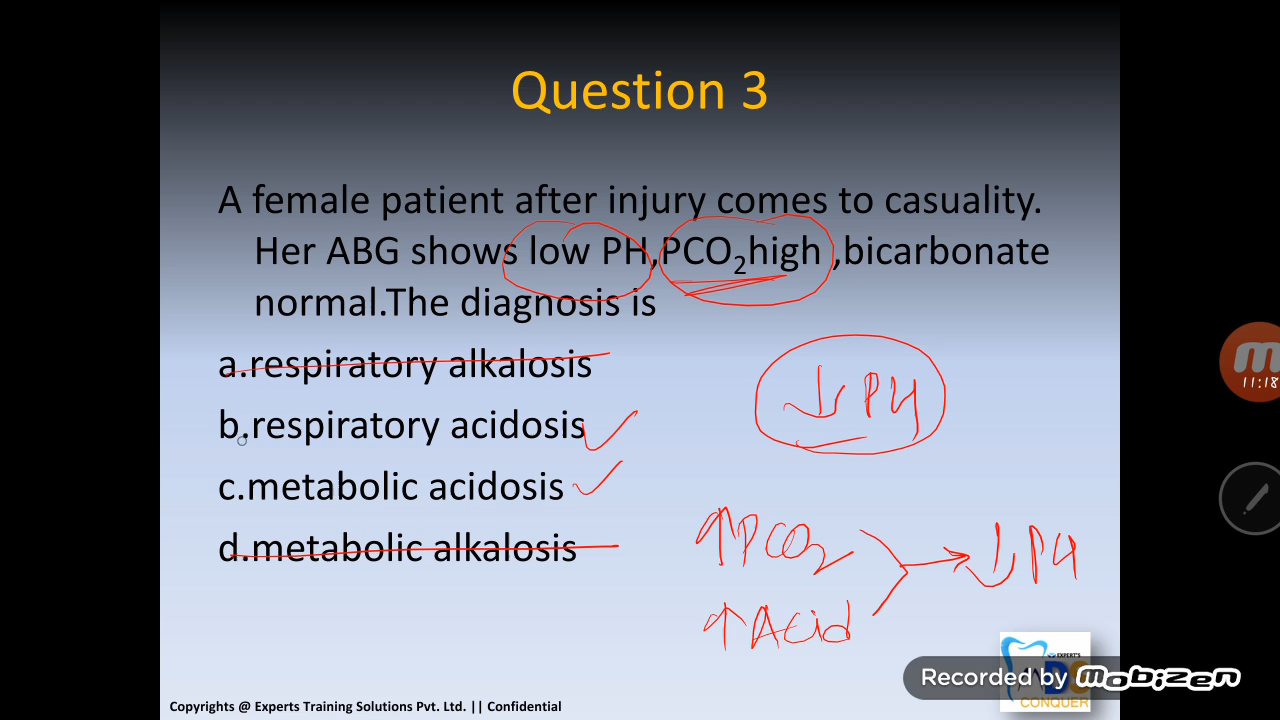 Question 3
A female patient after injury comes to casuality.
Her ABG shows low PH,PCO₂high ,bicarbonate
normal.The diagnosis is
a.respiratory alkalosis
b.respiratory acidosis
c.metabolic acidosis
d.metabolic alkalosis
↓ PH
↑PCO2
↑Acid
→ ↓ PH
11:18
EXPERT'S
CONQUER
Recorded by mobizen
Copyrights @ Experts Training Solutions Pvt. Ltd. || Confidential